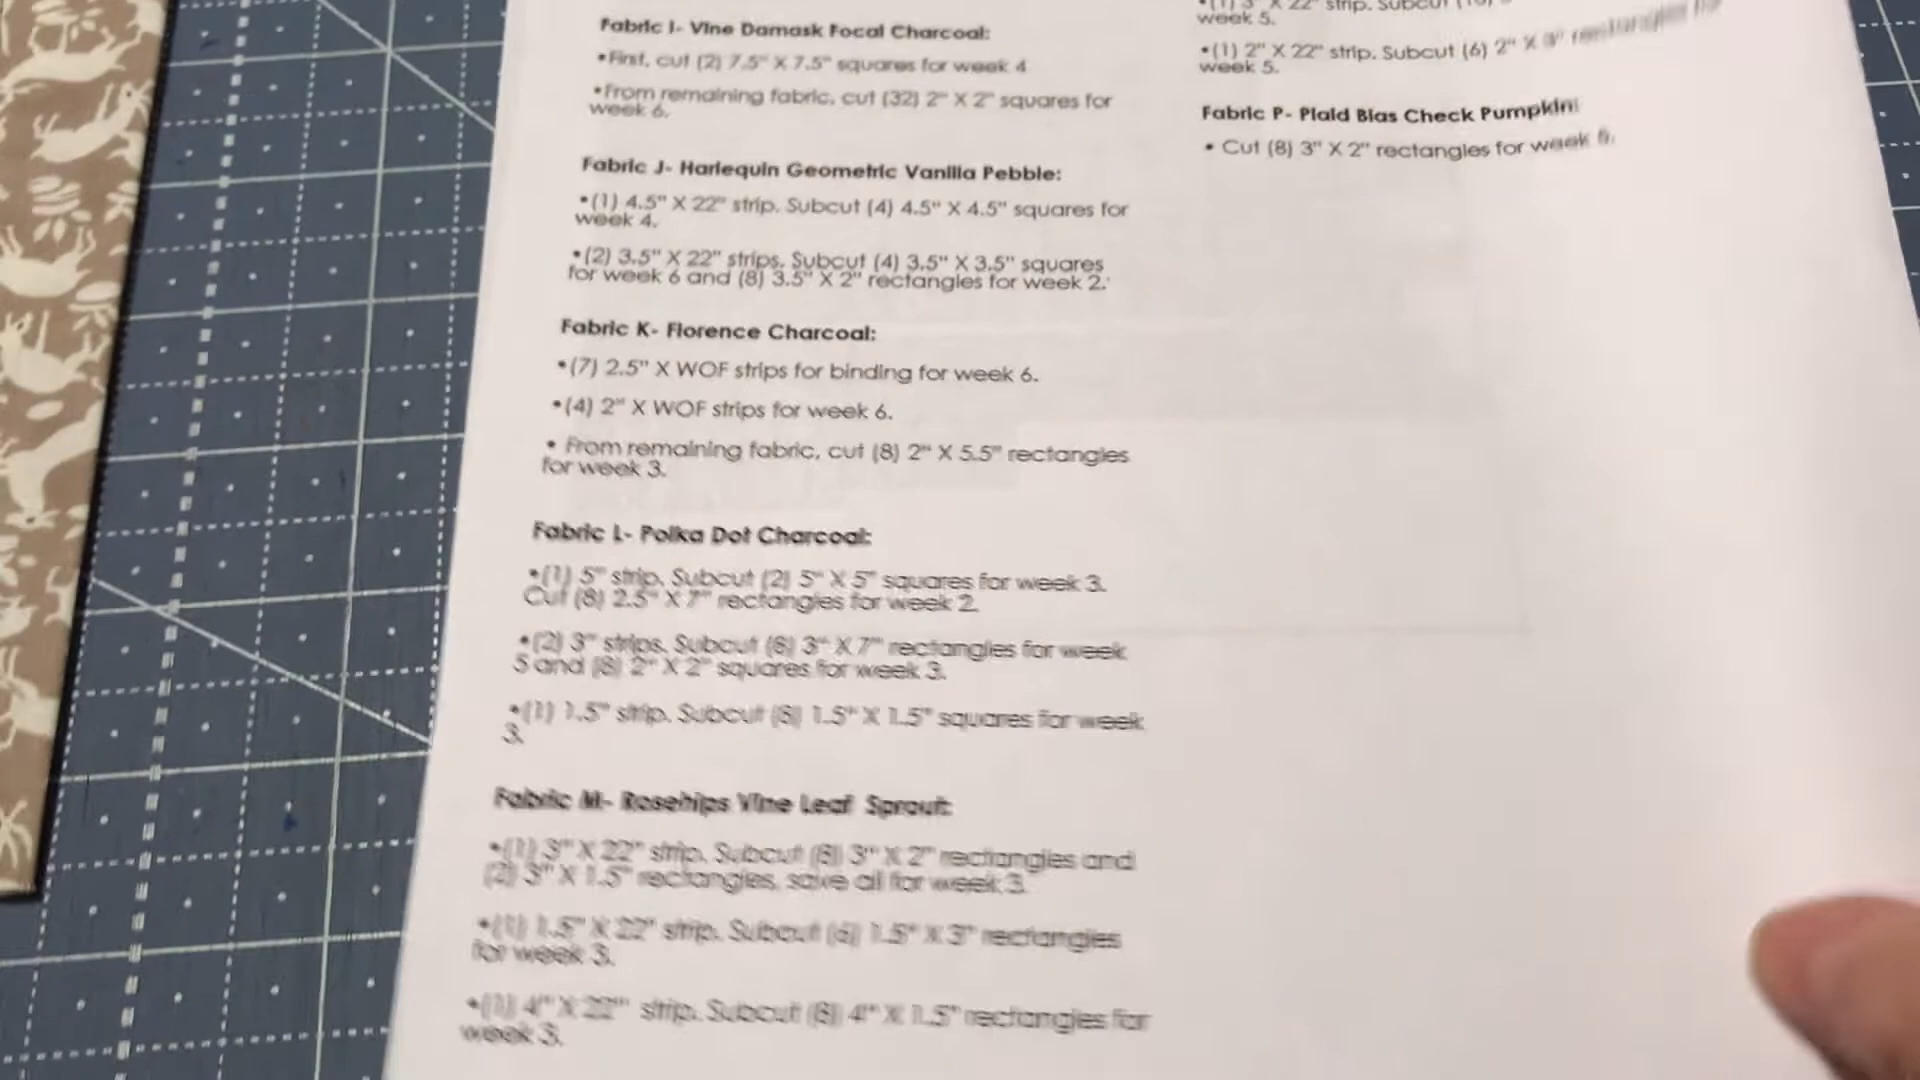 Fabric I- Vine Damask Focal Charcoal:
•First, cut (2) 7.5" X 7.5" squares for week 4
•From remaining fabric, cut (32) 2" X 2" squares for
week 6.
Fabric J- Harlequin Geometric Vanilla Pebble:
•(1) 4.5" X 22" strip. Subcut (4) 4.5" X 4.5" squares for
week 4.
•(2) 3.5" X 22" strips. Subcut (4) 3.5" X 3.5" squares
for week 6 and (8) 3.5" X 2" rectangles for week 2.
Fabric K- Florence Charcoal:
•(7) 2.5" X WOF strips for binding for week 6.
•(4) 2" X WOF strips for week 6.
• From remaining fabric, cut (8) 2" X 5.5" rectangles
for week 3.
Fabric L- Polka Dot Charcoal:
•(1) 5" strip. Subcut (2) 5" X 5" squares for week 3.
Cut (8) 2.5" X 7" rectangles for week 2.
•(2) 3" strips. Subcut (8) 3" X 7" rectangles for week
5 and (8) 2" X 2" squares for week 3.
•(1) 1.5" strip. Subcut (8) 1.5" X 1.5" squares for week
3.
Fabric M- Rosehips Vine Leaf Sprout:
•(1) 3" X 22" strip. Subcut (8) 3" X 2" rectangles and
(2) 3" X 1.5" rectangles, save all for week 3.
•(1) 1.5" X 22" strip. Subcut (6) 1.5" X 3" rectangles
for week 3.
•(1) 4" X 22" strip. Subcut (8) 4" X 1.5" rectangles for
week 3.
•(1) 3" X 22" strip. Subcut
week 5.
•(1) 2" X 22" strip. Subcut (6) 2" X 3" rectangles for
week 5.
Fabric P- Plaid Bias Check Pumpkin:
• Cut (8) 3" X 2" rectangles for week